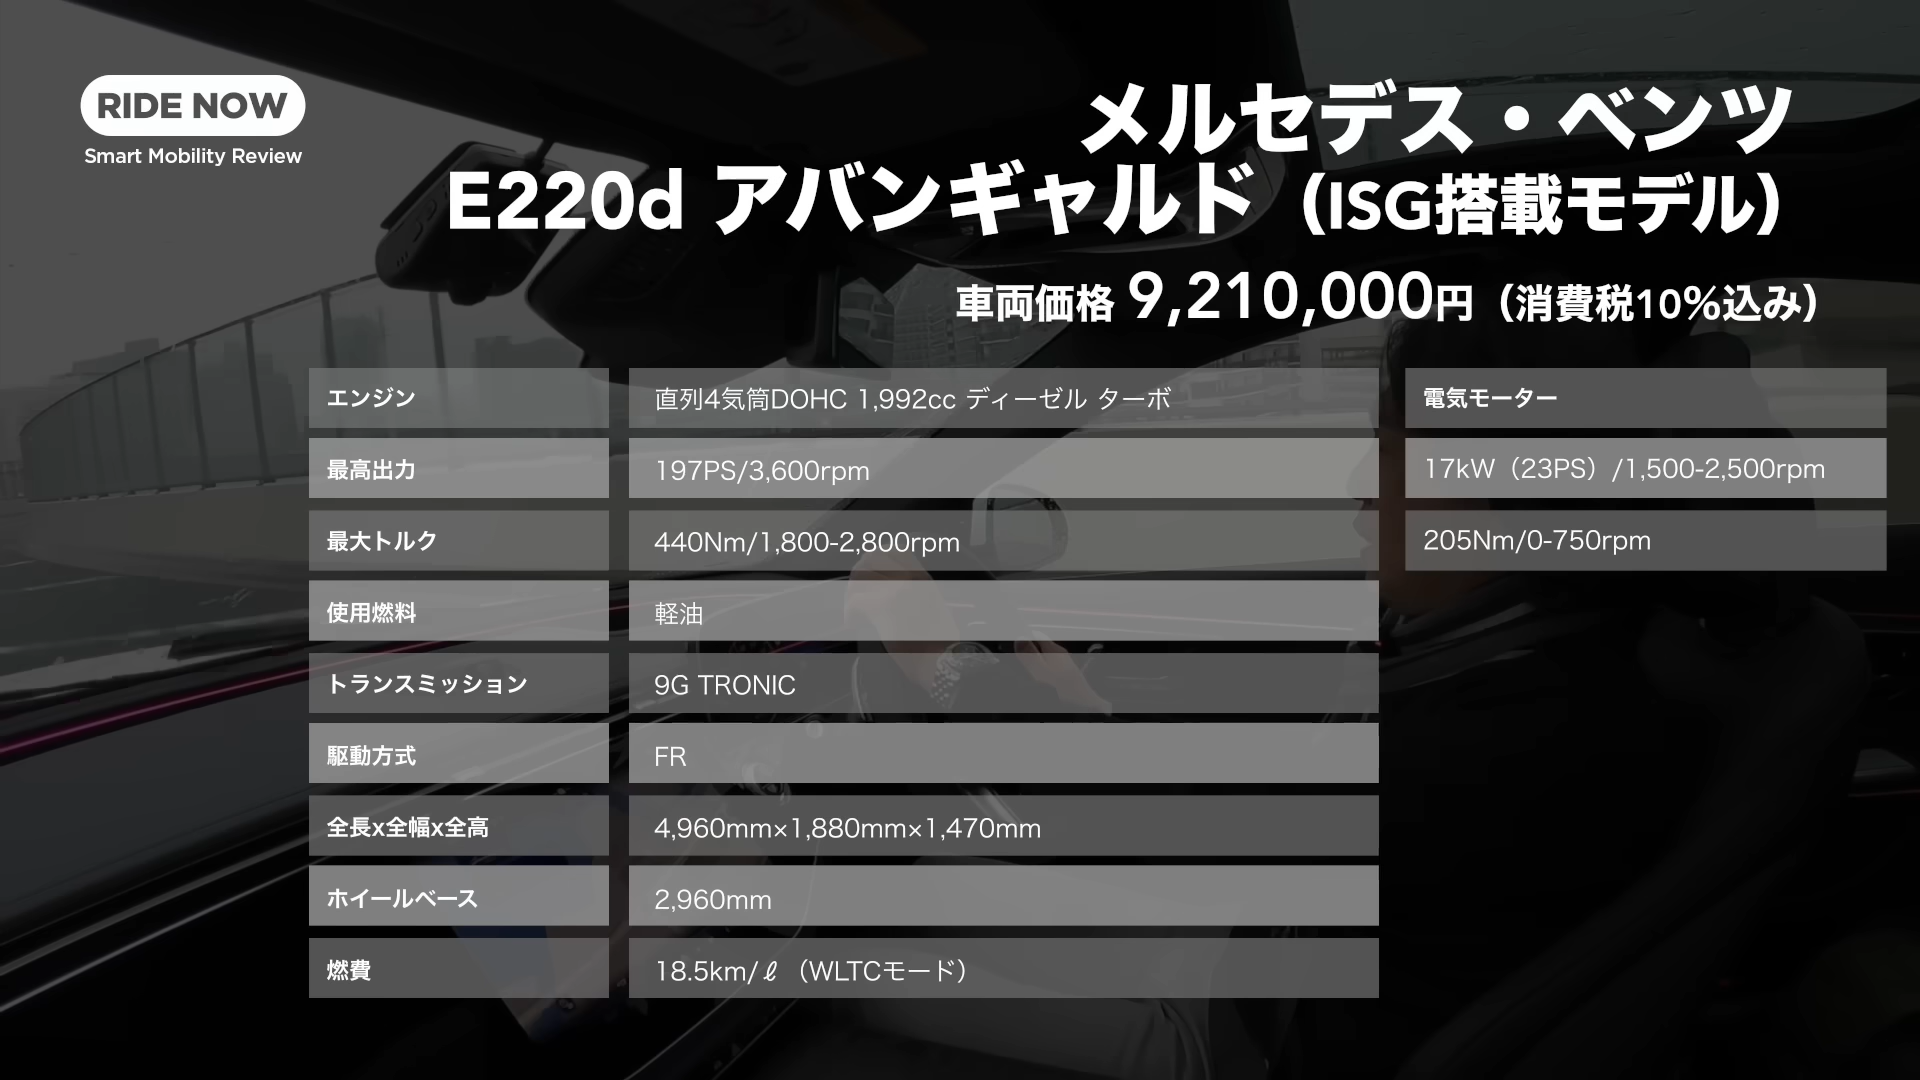 RIDE NOW
Smart Mobility Review
メルセデス・ベンツ
E220d アバンギャルド（ISG搭載モデル）
車両価格 9,210,000円（消費税10%込み）
エンジン 直列4気筒DOHC 1,992cc ディーゼル ターボ 電気モーター
最高出力 197PS/3,600rpm 17kW（23PS）/1,500-2,500rpm
最大トルク 440Nm/1,800-2,800rpm 205Nm/0-750rpm
使用燃料 軽油
トランスミッション 9G TRONIC
駆動方式 FR
全長x全幅x全高 4,960mm×1,880mm×1,470mm
ホイールベース 2,960mm
燃費 18.5km/ℓ（WLTCモード）